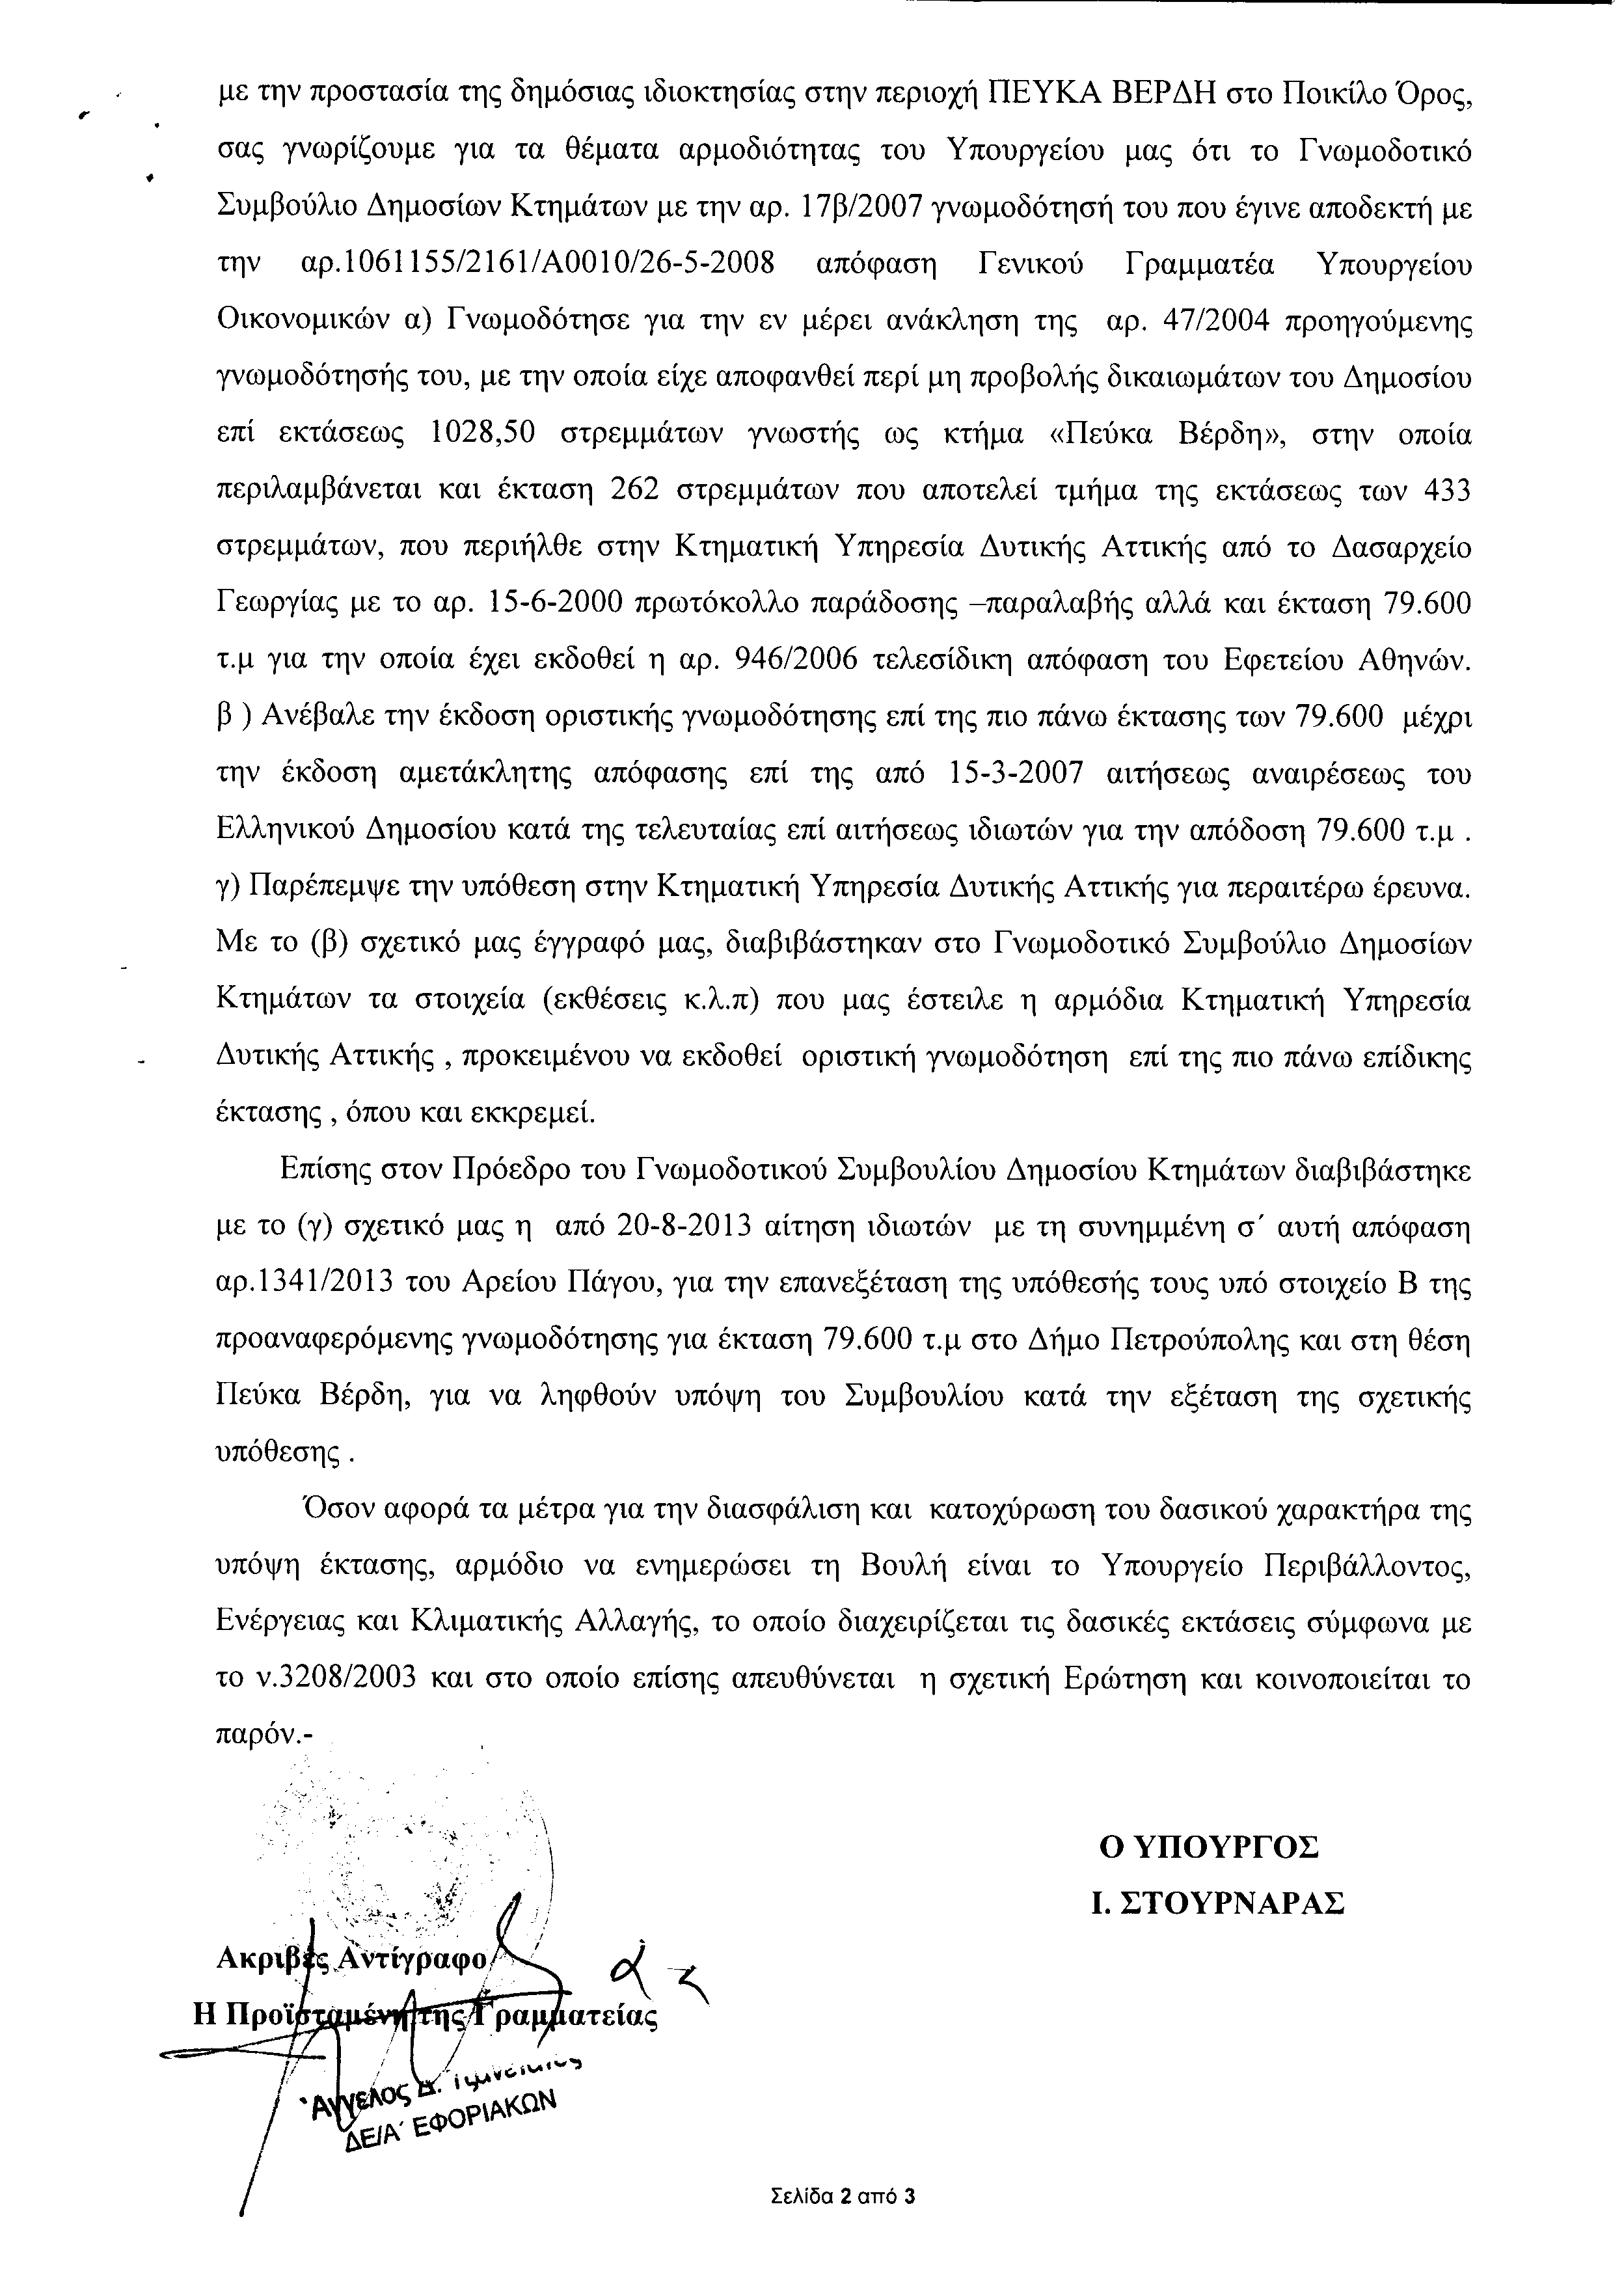 με την προστασία της δημόσιας ιδιοκτησίας στην περιοχή ΠΕΥΚΑ ΒΕΡΔΗ στο Ποικίλο Όρος,
σας γνωρίζουμε για τα θέματα αρμοδιότητας του Υπουργείου μας ότι το Γνωμοδοτικό
Συμβούλιο Δημοσίων Κτημάτων με την αρ. 17β/2007 γνωμοδότησή του που έγινε αποδεκτή με
την αρ.1061155/2161/Α0010/26-5-2008 απόφαση Γενικού Γραμματέα Υπουργείου
Οικονομικών α) Γνωμοδότησε για την εν μέρει ανάκληση της αρ. 47/2004 προηγούμενης
γνωμοδότησής του, με την οποία είχε αποφανθεί περί μη προβολής δικαιωμάτων του Δημοσίου
επί εκτάσεως 1028,50 στρεμμάτων γνωστής ως κτήμα «Πεύκα Βέρδη», στην οποία
περιλαμβάνεται και έκταση 262 στρεμμάτων που αποτελεί τμήμα της εκτάσεως των 433
στρεμμάτων, που περιήλθε στην Κτηματική Υπηρεσία Δυτικής Αττικής από το Δασαρχείο
Γεωργίας με το αρ. 15-6-2000 πρωτόκολλο παράδοσης –παραλαβής αλλά και έκταση 79.600
τ.μ για την οποία έχει εκδοθεί η αρ. 946/2006 τελεσίδικη απόφαση του Εφετείου Αθηνών.
β ) Ανέβαλε την έκδοση οριστικής γνωμοδότησης επί της πιο πάνω έκτασης των 79.600 μέχρι
την έκδοση αμετάκλητης απόφασης επί της από 15-3-2007 αιτήσεως αναιρέσεως του
Ελληνικού Δημοσίου κατά της τελευταίας επί αιτήσεως ιδιωτών για την απόδοση 79.600 τ.μ .
γ) Παρέπεμψε την υπόθεση στην Κτηματική Υπηρεσία Δυτικής Αττικής για περαιτέρω έρευνα.
Με το (β) σχετικό μας έγγραφό μας, διαβιβάστηκαν στο Γνωμοδοτικό Συμβούλιο Δημοσίων
Κτημάτων τα στοιχεία (εκθέσεις κ.λ.π) που μας έστειλε η αρμόδια Κτηματική Υπηρεσία
Δυτικής Αττικής , προκειμένου να εκδοθεί οριστική γνωμοδότηση επί της πιο πάνω επίδικης
έκτασης , όπου και εκκρεμεί.
Επίσης στον Πρόεδρο του Γνωμοδοτικού Συμβουλίου Δημοσίου Κτημάτων διαβιβάστηκε
με το (γ) σχετικό μας η από 20-8-2013 αίτηση ιδιωτών με τη συνημμένη σ΄ αυτή απόφαση
αρ.1341/2013 του Αρείου Πάγου, για την επανεξέταση της υπόθεσής τους υπό στοιχείο Β της
προαναφερόμενης γνωμοδότησης για έκταση 79.600 τ.μ στο Δήμο Πετρούπολης και στη θέση
Πεύκα Βέρδη, για να ληφθούν υπόψη του Συμβουλίου κατά την εξέταση της σχετικής
υπόθεσης .
Όσον αφορά τα μέτρα για την διασφάλιση και κατοχύρωση του δασικού χαρακτήρα της
υπόψη έκτασης, αρμόδιο να ενημερώσει τη Βουλή είναι το Υπουργείο Περιβάλλοντος,
Ενέργειας και Κλιματικής Αλλαγής, το οποίο διαχειρίζεται τις δασικές εκτάσεις σύμφωνα με
το ν.3208/2003 και στο οποίο επίσης απευθύνεται η σχετική Ερώτηση και κοινοποιείται το
παρόν.-
Ο ΥΠΟΥΡΓΟΣ
Ι. ΣΤΟΥΡΝΑΡΑΣ
Ακριβές Αντίγραφο
Η Προϊσταμένη της Γραμματείας
Άγγελος Δ.
ΔΕ/Α΄ ΕΦΟΡΙΑΚΩΝ
Σελίδα 2 από 3